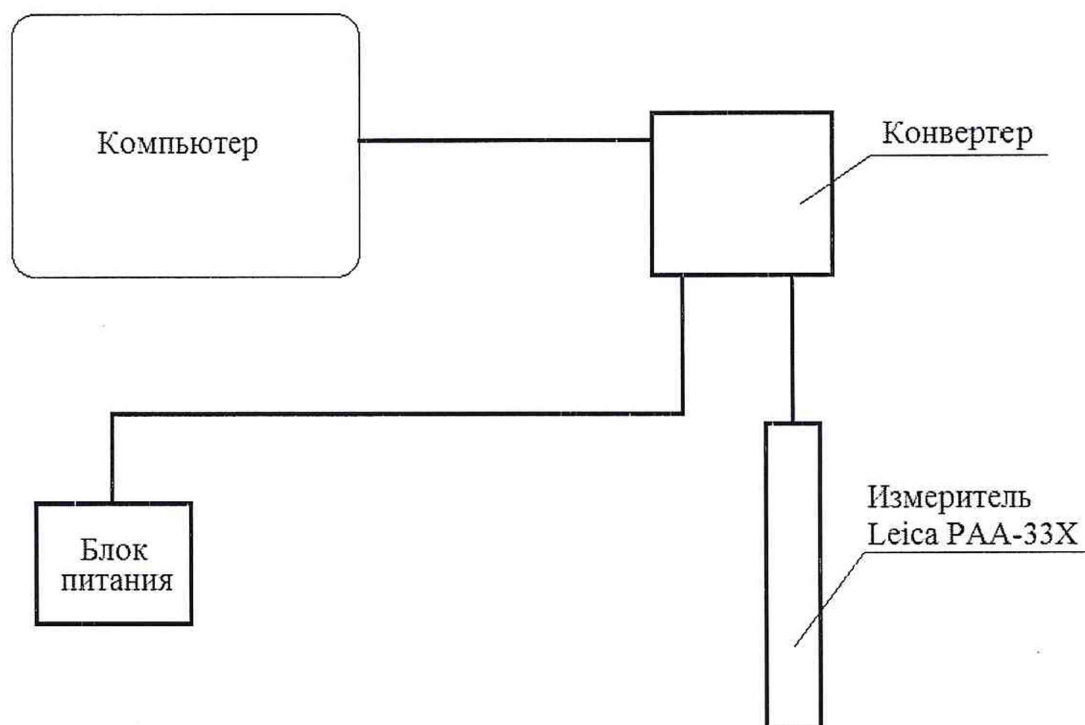 Компьютер
Конвертер
Измеритель
Leica PAA-33X
Блок
питания